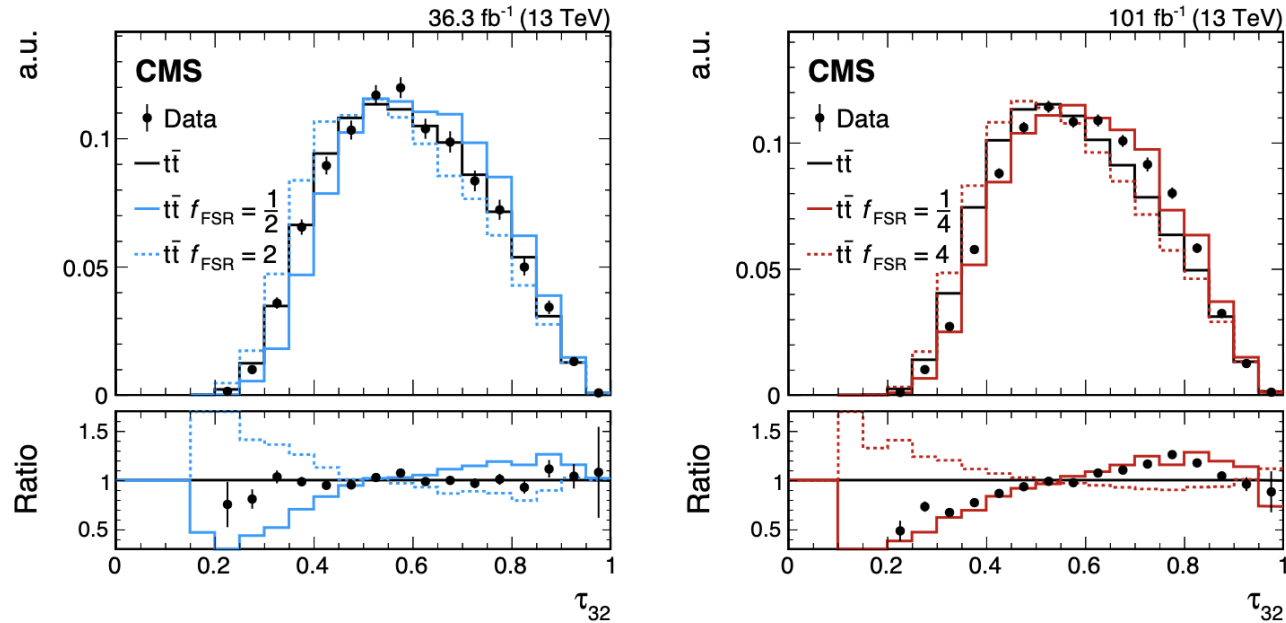 36.3 fb⁻¹ (13 TeV)
a.u.
CMS
Data
tt̄
tt̄ f_FSR = 1/2
tt̄ f_FSR = 2
0.1
0.05
0
Ratio
1.5
1
0.5
0 0.2 0.4 0.6 0.8 1
τ₃₂
101 fb⁻¹ (13 TeV)
a.u.
CMS
Data
tt̄
tt̄ f_FSR = 1/4
tt̄ f_FSR = 4
0.1
0.05
0
Ratio
1.5
1
0.5
0 0.2 0.4 0.6 0.8 1
τ₃₂